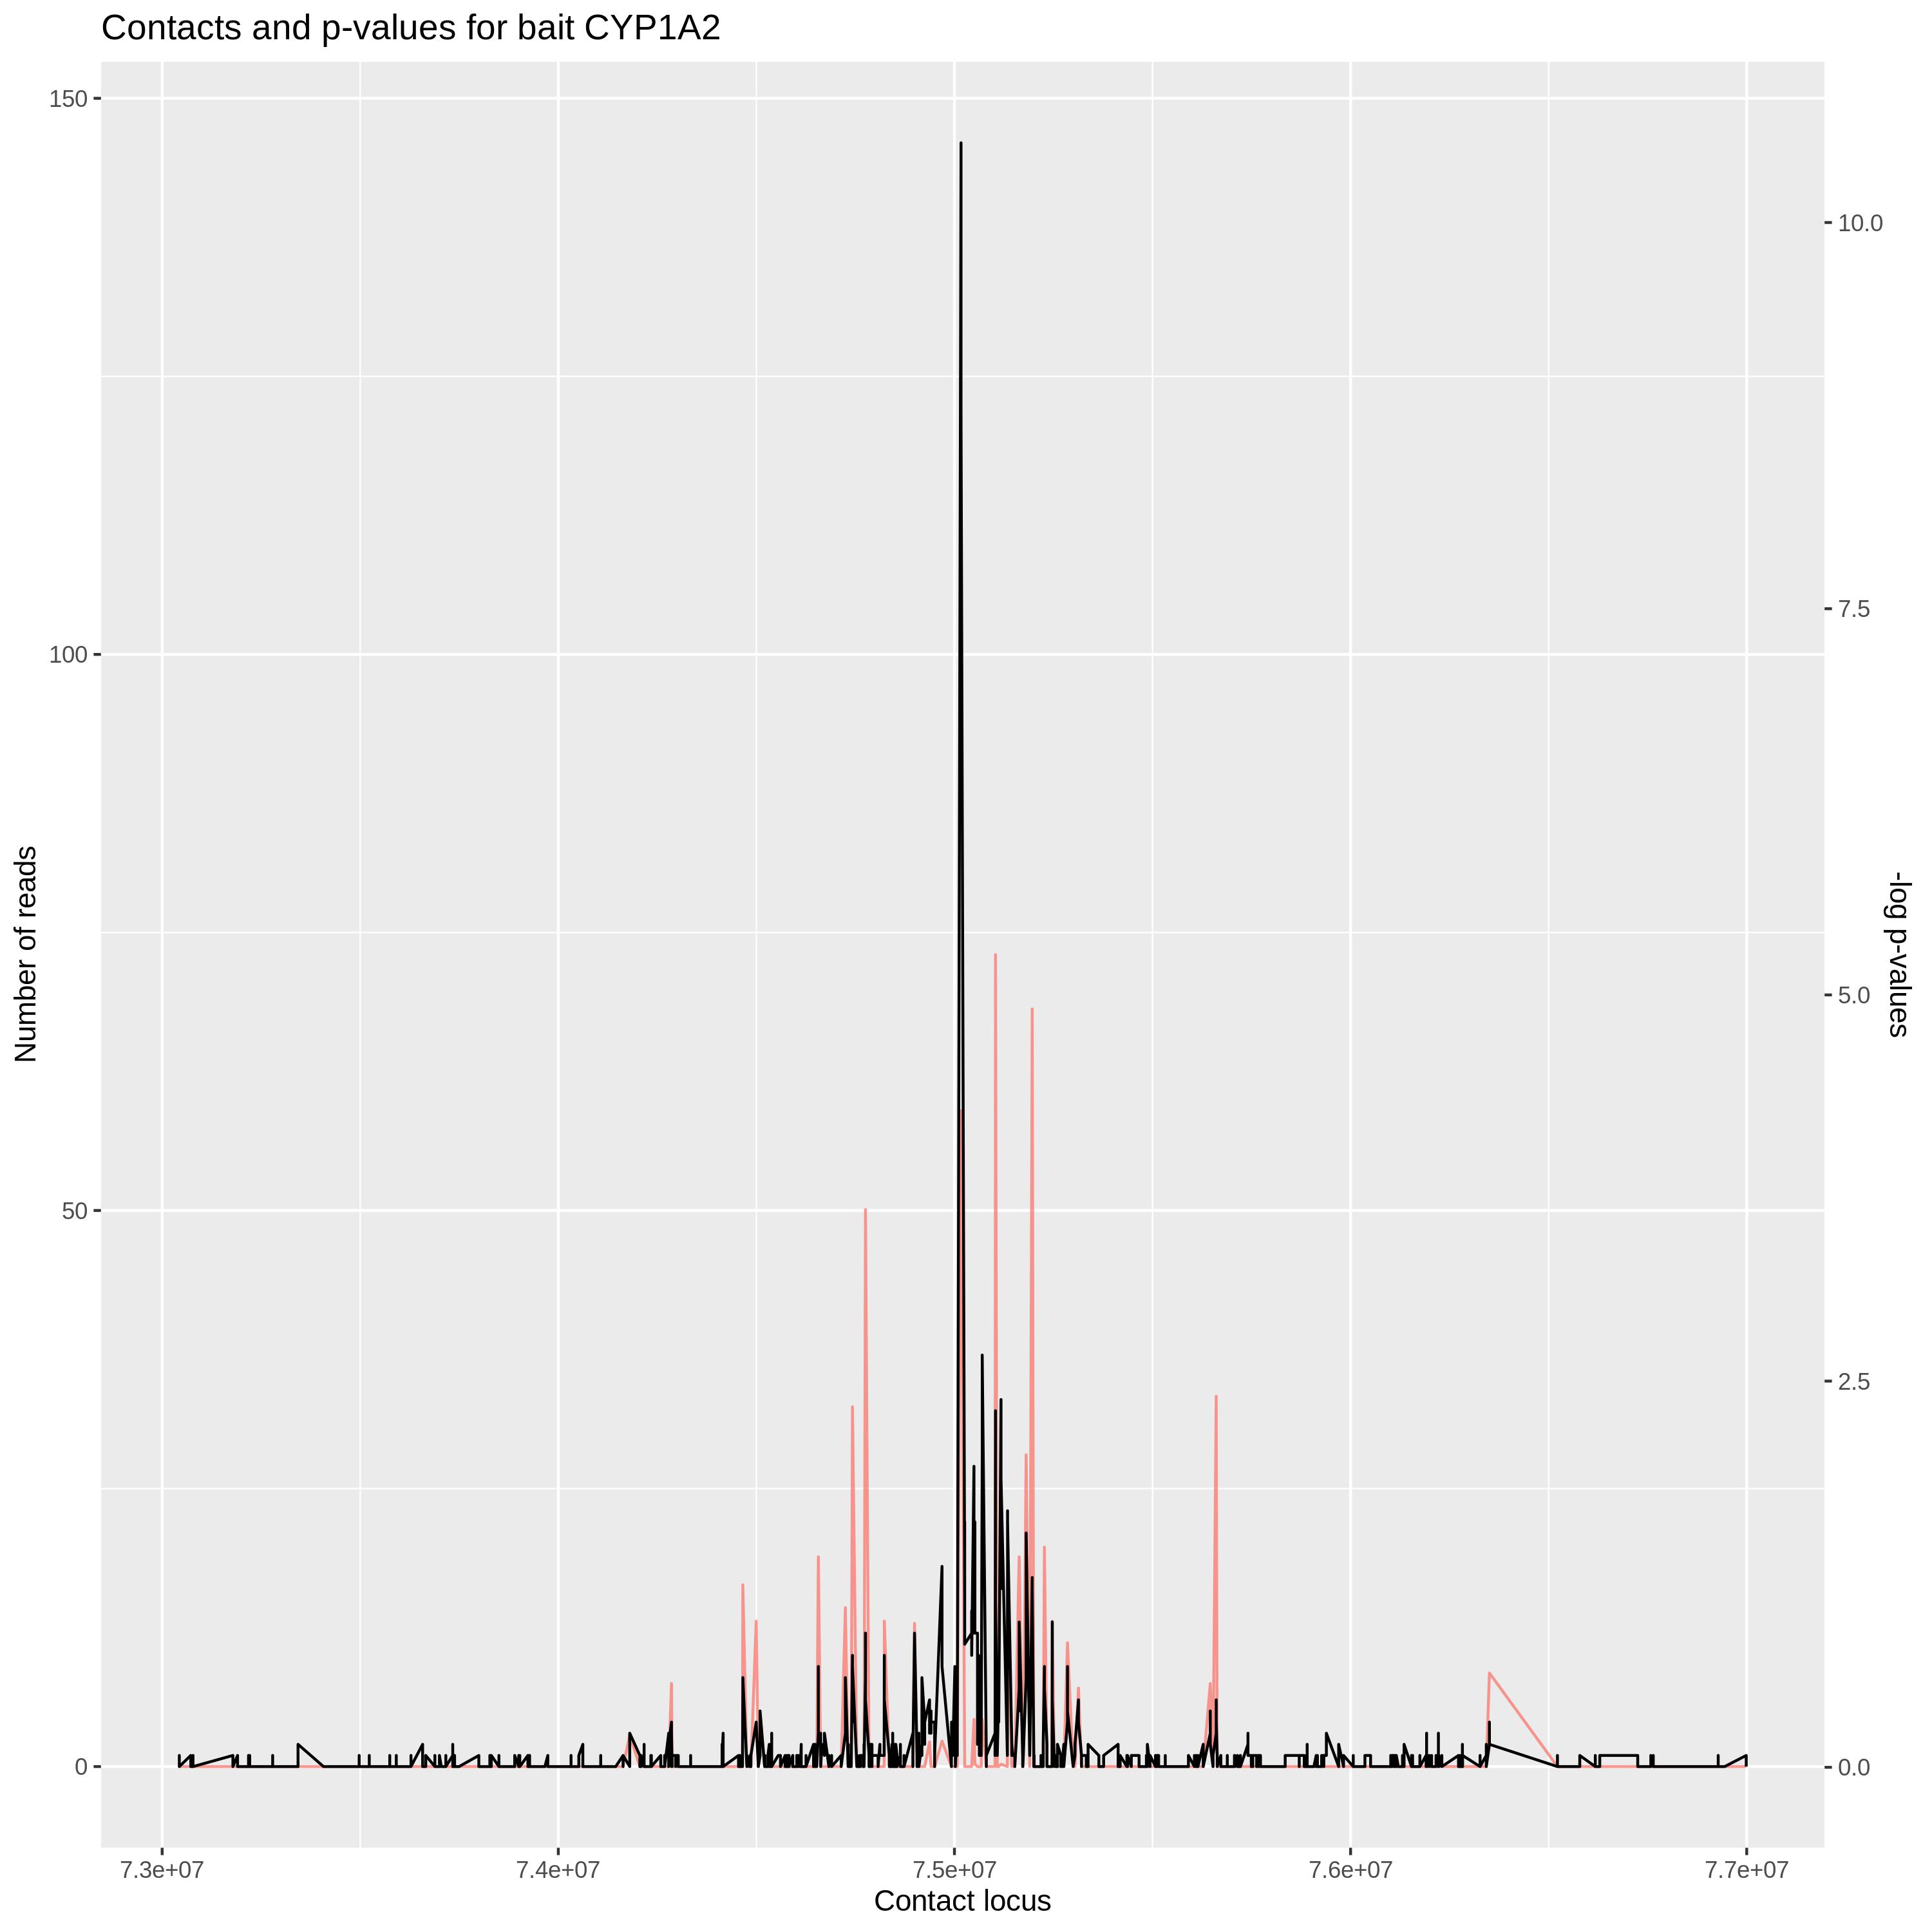 Contacts and p-values for bait CYP1A2
150
100
50
0
Number of reads
10.0
7.5
5.0
2.5
0.0
-log p-values
7.3e+07
7.4e+07
7.5e+07
7.6e+07
7.7e+07
Contact locus